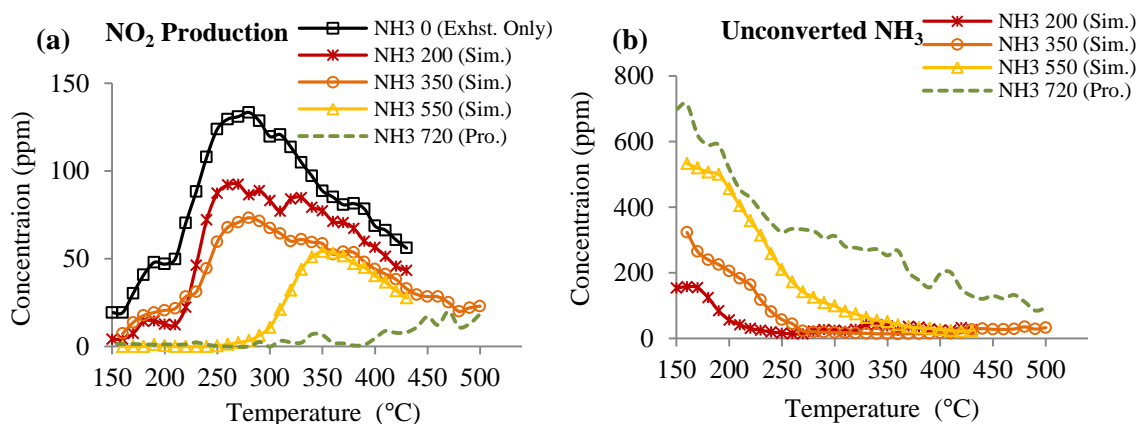 (a) NO₂ Production
NH3 0 (Exhst. Only)
NH3 200 (Sim.)
NH3 350 (Sim.)
NH3 550 (Sim.)
NH3 720 (Pro.)
Concentraion (ppm)
150
100
50
0
150 200 250 300 350 400 450 500
Temperature (°C)
(b) Unconverted NH₃
NH3 200 (Sim.)
NH3 350 (Sim.)
NH3 550 (Sim.)
NH3 720 (Pro.)
Concentraion (ppm)
800
600
400
200
0
150 200 250 300 350 400 450 500
Temperature (°C)